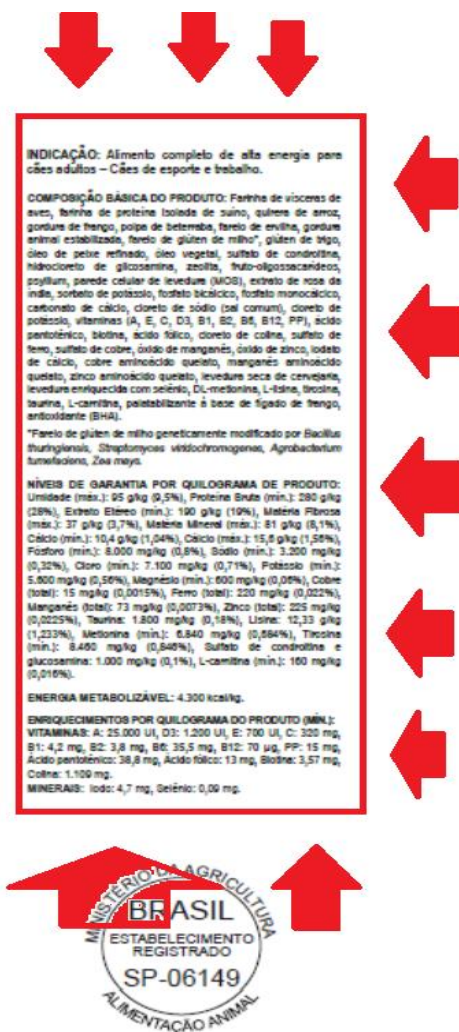 INDICAÇÃO: Alimento completo de alta energia para
cães adultos – Cães de esporte e trabalho.
COMPOSIÇÃO BÁSICA DO PRODUTO: Farinha de vísceras de
aves, farinha de proteína isolada de suíno, quirera de arroz,
gordura de frango, polpa de beterraba, farelo de ervilha, gordura
animal estabilizada, farelo de glúten de milho*, glúten de trigo,
óleo de peixe refinado, óleo vegetal, sulfato de condroitina,
hidrocloreto de glicosamina, zeolita, fruto-oligossacarídeos,
psyllium, parede celular de levedura (MOS), extrato de rosa da
índia, sorbato de potássio, fosfato bicálcico, fosfato monocálcico,
carbonato de cálcio, cloreto de sódio (sal comum), cloreto de
potássio, vitaminas (A, E, C, D3, B1, B2, B6, B12, PP), ácido
pantotênico, biotina, ácido fólico, cloreto de colina, sulfato de
ferro, sulfato de cobre, óxido de manganês, óxido de zinco, iodato
de cálcio, cobre aminoácido quelato, manganês aminoácido
quelato, zinco aminoácido quelato, levedura seca de cervejaria,
levedura enriquecida com selênio, DL-metionina, L-lisina, tirosina,
taurina, L-carnitina, palatabilizante à base de fígado de frango,
antioxidante (BHA).
*Farelo de glúten de milho geneticamente modificado por Bacillus
thuringiensis, Streptomyces viridochromogenes, Agrobacterium
tumefaciens, Zea mays.
NÍVEIS DE GARANTIA POR QUILOGRAMA DE PRODUTO:
Umidade (máx.): 95 g/kg (9,5%), Proteína Bruta (mín.): 280 g/kg
(28%), Extrato Etéreo (mín.): 190 g/kg (19%), Matéria Fibrosa
(máx.): 37 g/kg (3,7%), Matéria Mineral (máx.): 81 g/kg (8,1%),
Cálcio (mín.): 10,4 g/kg (1,04%), Cálcio (máx.): 15,6 g/kg (1,56%),
Fósforo (mín.): 8.000 mg/kg (0,8%), Sódio (mín.): 3.200 mg/kg
(0,32%), Cloro (mín.): 7.100 mg/kg (0,71%), Potássio (mín.):
5.600 mg/kg (0,56%), Magnésio (mín.): 600 mg/kg (0,06%), Cobre
(total): 15 mg/kg (0,0015%), Ferro (total): 220 mg/kg (0,022%),
Manganês (total): 73 mg/kg (0,0073%), Zinco (total): 225 mg/kg
(0,0225%), Taurina: 1.800 mg/kg (0,18%), Lisina: 12,33 g/kg
(1,233%), Metionina (mín.): 6.840 mg/kg (0,684%), Tirosina
(mín.): 8.460 mg/kg (0,846%), Sulfato de condroitina e
glucosamina: 1.000 mg/kg (0,1%), L-carnitina (mín.): 160 mg/kg
(0,016%).
ENERGIA METABOLIZÁVEL: 4.300 kcal/kg.
ENRIQUECIMENTOS POR QUILOGRAMA DO PRODUTO (MÍN.):
VITAMINAS: A: 25.000 UI, D3: 1.200 UI, E: 700 UI, C: 320 mg,
B1: 4,2 mg, B2: 3,8 mg, B6: 35,5 mg, B12: 70 µg, PP: 15 mg,
Ácido pantotênico: 38,8 mg, Ácido fólico: 13 mg, Biotina: 3,57 mg,
Colina: 1.109 mg.
MINERAIS: Iodo: 4,7 mg, Selênio: 0,09 mg.
MINISTÉRIO DA AGRICULTURA
BRASIL
ESTABELECIMENTO
REGISTRADO
SP-06149
ALIMENTAÇÃO ANIMAL